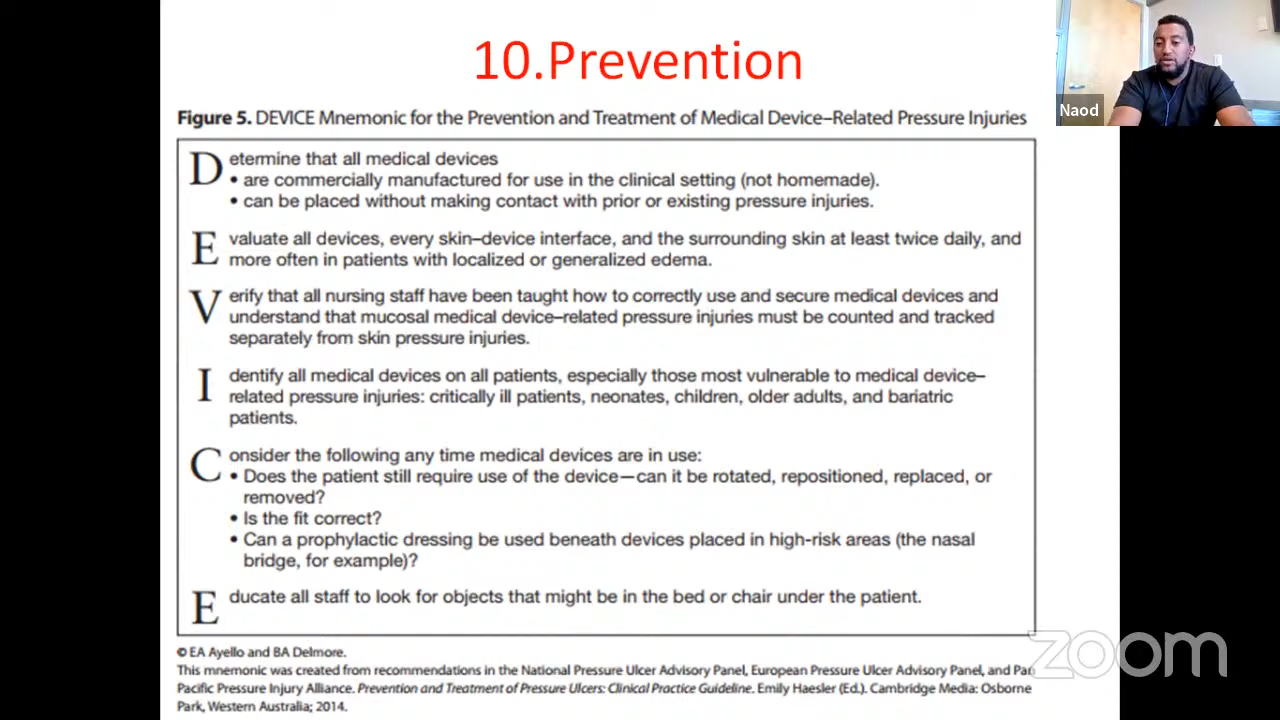 10.Prevention
Naod
Figure 5. DEVICE Mnemonic for the Prevention and Treatment of Medical Device–Related Pressure Injuries
Determine that all medical devices
• are commercially manufactured for use in the clinical setting (not homemade).
• can be placed without making contact with prior or existing pressure injuries.
Evaluate all devices, every skin–device interface, and the surrounding skin at least twice daily, and
more often in patients with localized or generalized edema.
Verify that all nursing staff have been taught how to correctly use and secure medical devices and
understand that mucosal medical device–related pressure injuries must be counted and tracked
separately from skin pressure injuries.
Identify all medical devices on all patients, especially those most vulnerable to medical device–
related pressure injuries: critically ill patients, neonates, children, older adults, and bariatric
patients.
Consider the following any time medical devices are in use:
• Does the patient still require use of the device—can it be rotated, repositioned, replaced, or
removed?
• Is the fit correct?
• Can a prophylactic dressing be used beneath devices placed in high-risk areas (the nasal
bridge, for example)?
Educate all staff to look for objects that might be in the bed or chair under the patient.
© EA Ayello and BA Delmore.
This mnemonic was created from recommendations in the National Pressure Ulcer Advisory Panel, European Pressure Ulcer Advisory Panel, and Pan
Pacific Pressure Injury Alliance. Prevention and Treatment of Pressure Ulcers: Clinical Practice Guideline. Emily Haesler (Ed.). Cambridge Media: Osborne
Park, Western Australia; 2014.
zoom